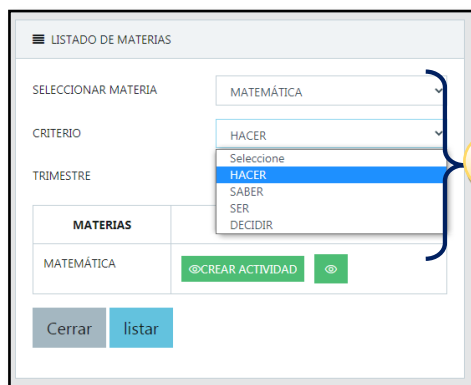 LISTADO DE MATERIAS
SELECCIONAR MATERIA
MATEMÁTICA
CRITERIO
HACER
Seleccione
HACER
SABER
SER
DECIDIR
TRIMESTRE
MATERIAS
MATEMÁTICA
CREAR ACTIVIDAD
Cerrar
listar